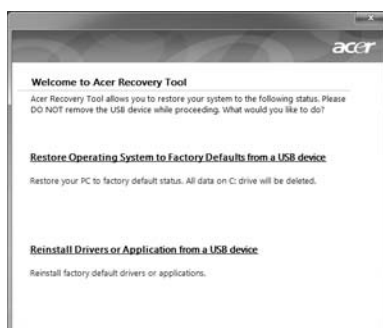 acer
Welcome to Acer Recovery Tool
Acer Recovery Tool allows you to restore your system to the following status. Please
DO NOT remove the USB device while proceeding. What would you like to do?
Restore Operating System to Factory Defaults from a USB device
Restore your PC to factory default status. All data on C: drive will be deleted.
Reinstall Drivers or Application from a USB device
Reinstall factory default drivers or applications.